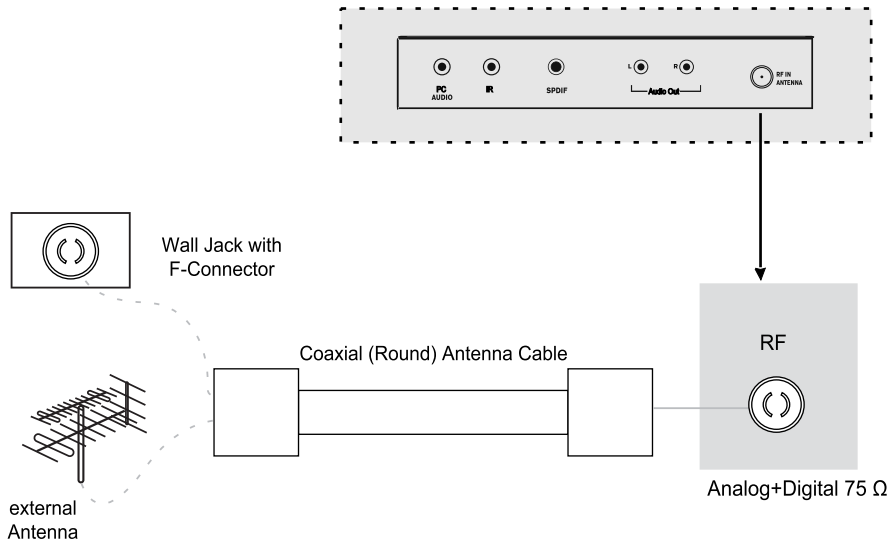 PC
AUDIO
IR
SPDIF
L
R
Audio Out
RF IN
ANTENNA
Wall Jack with
F-Connector
Coaxial (Round) Antenna Cable
RF
Analog+Digital 75 Ω
external
Antenna